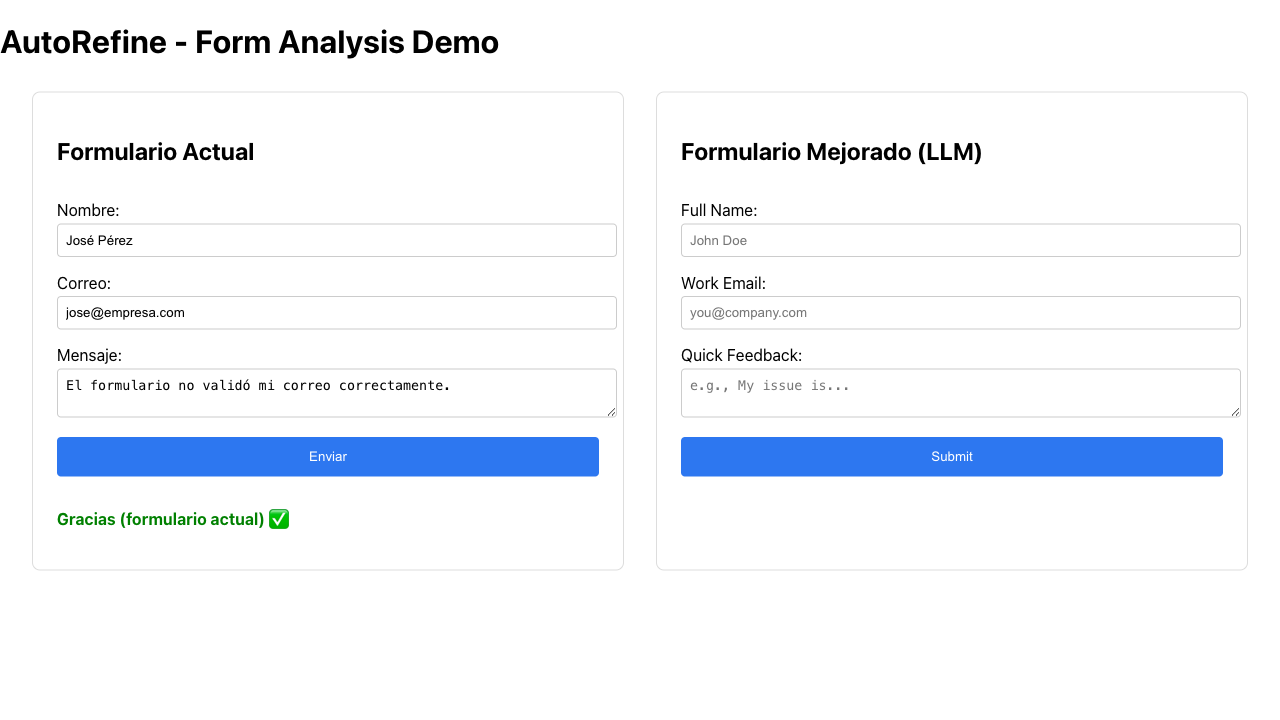 AutoRefine - Form Analysis Demo
Formulario Actual
Nombre:
José Pérez
Correo:
jose@empresa.com
Mensaje:
El formulario no validó mi correo correctamente.
Enviar
Gracias (formulario actual) ✅
Formulario Mejorado (LLM)
Full Name:
John Doe
Work Email:
you@company.com
Quick Feedback:
e.g., My issue is...
Submit